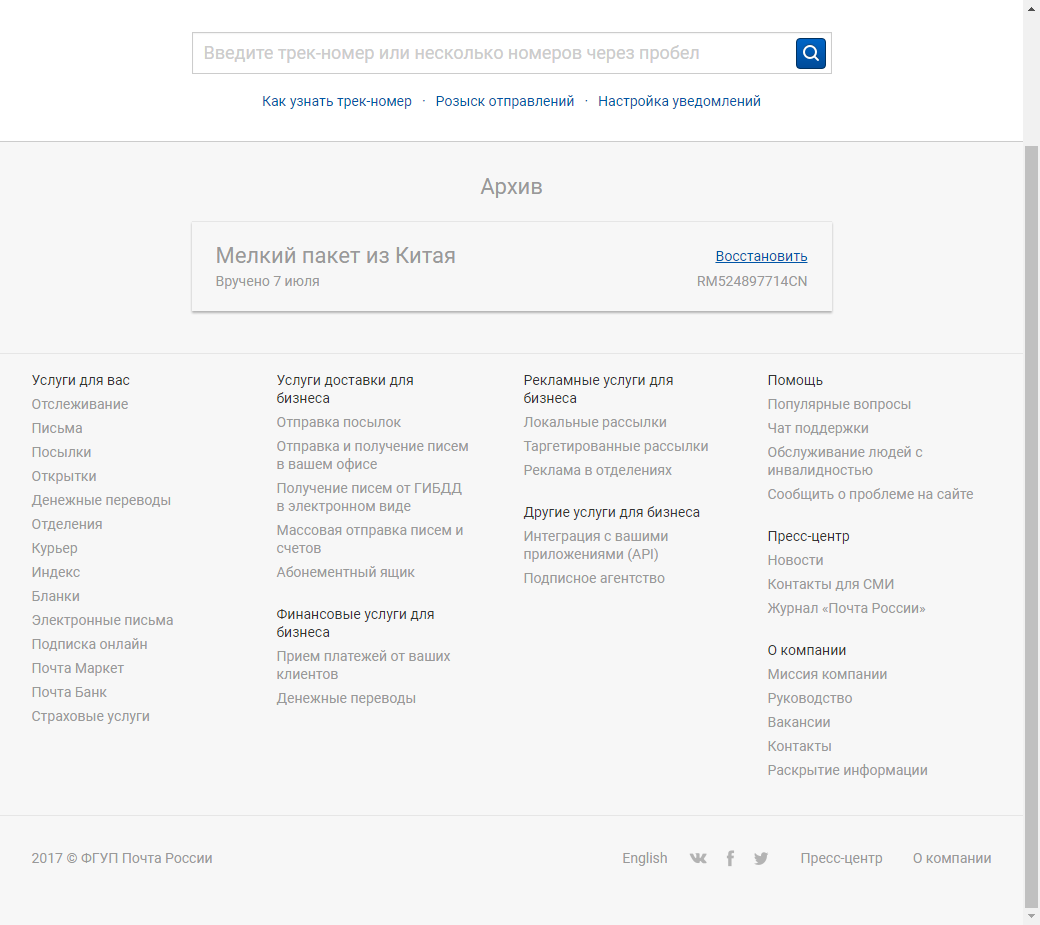 Введите трек-номер или несколько номеров через пробел
Как узнать трек-номер · Розыск отправлений · Настройка уведомлений
Архив
Мелкий пакет из Китая
Восстановить
Вручено 7 июля
RM524897714CN
Услуги для вас
Отслеживание
Письма
Посылки
Открытки
Денежные переводы
Отделения
Курьер
Индекс
Бланки
Электронные письма
Подписка онлайн
Почта Маркет
Почта Банк
Страховые услуги
Услуги доставки для
бизнеса
Отправка посылок
Отправка и получение писем
в вашем офисе
Получение писем от ГИБДД
в электронном виде
Массовая отправка писем и
счетов
Абонементный ящик
Финансовые услуги для
бизнеса
Прием платежей от ваших
клиентов
Денежные переводы
Рекламные услуги для
бизнеса
Локальные рассылки
Таргетированные рассылки
Реклама в отделениях
Другие услуги для бизнеса
Интеграция с вашими
приложениями (API)
Подписное агентство
Помощь
Популярные вопросы
Чат поддержки
Обслуживание людей с
инвалидностью
Сообщить о проблеме на сайте
Пресс-центр
Новости
Контакты для СМИ
Журнал «Почта России»
О компании
Миссия компании
Руководство
Вакансии
Контакты
Раскрытие информации
2017 © ФГУП Почта России
English
Пресс-центр
О компании